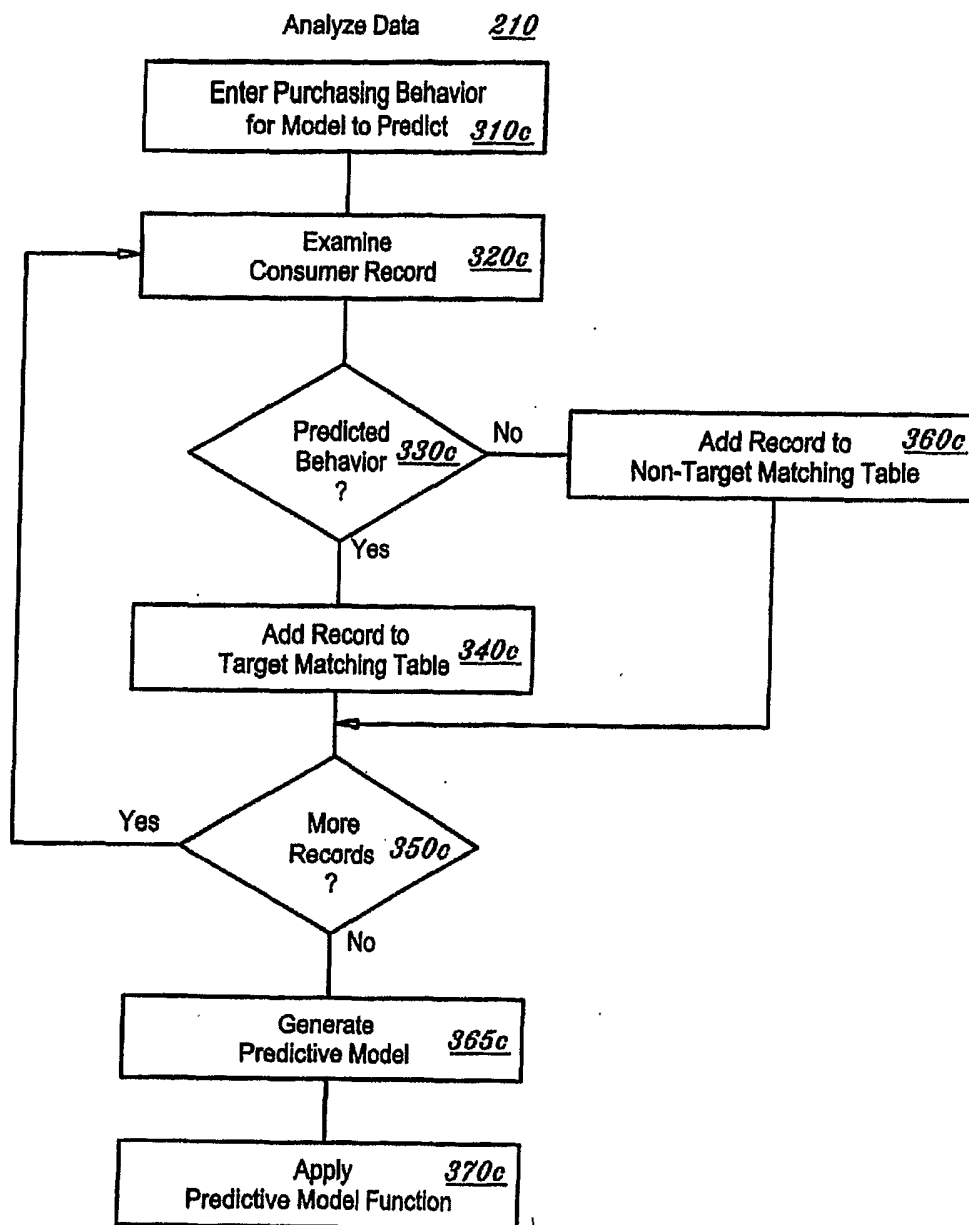 Analyze Data 210
Enter Purchasing Behavior
for Model to Predict 310c
Examine
Consumer Record 320c
Predicted
Behavior 330c
?
No
Add Record to 360c
Non-Target Matching Table
Yes
Add Record to
Target Matching Table 340c
Yes
More
Records 350c
?
No
Generate
Predictive Model 365c
Apply 370c
Predictive Model Function